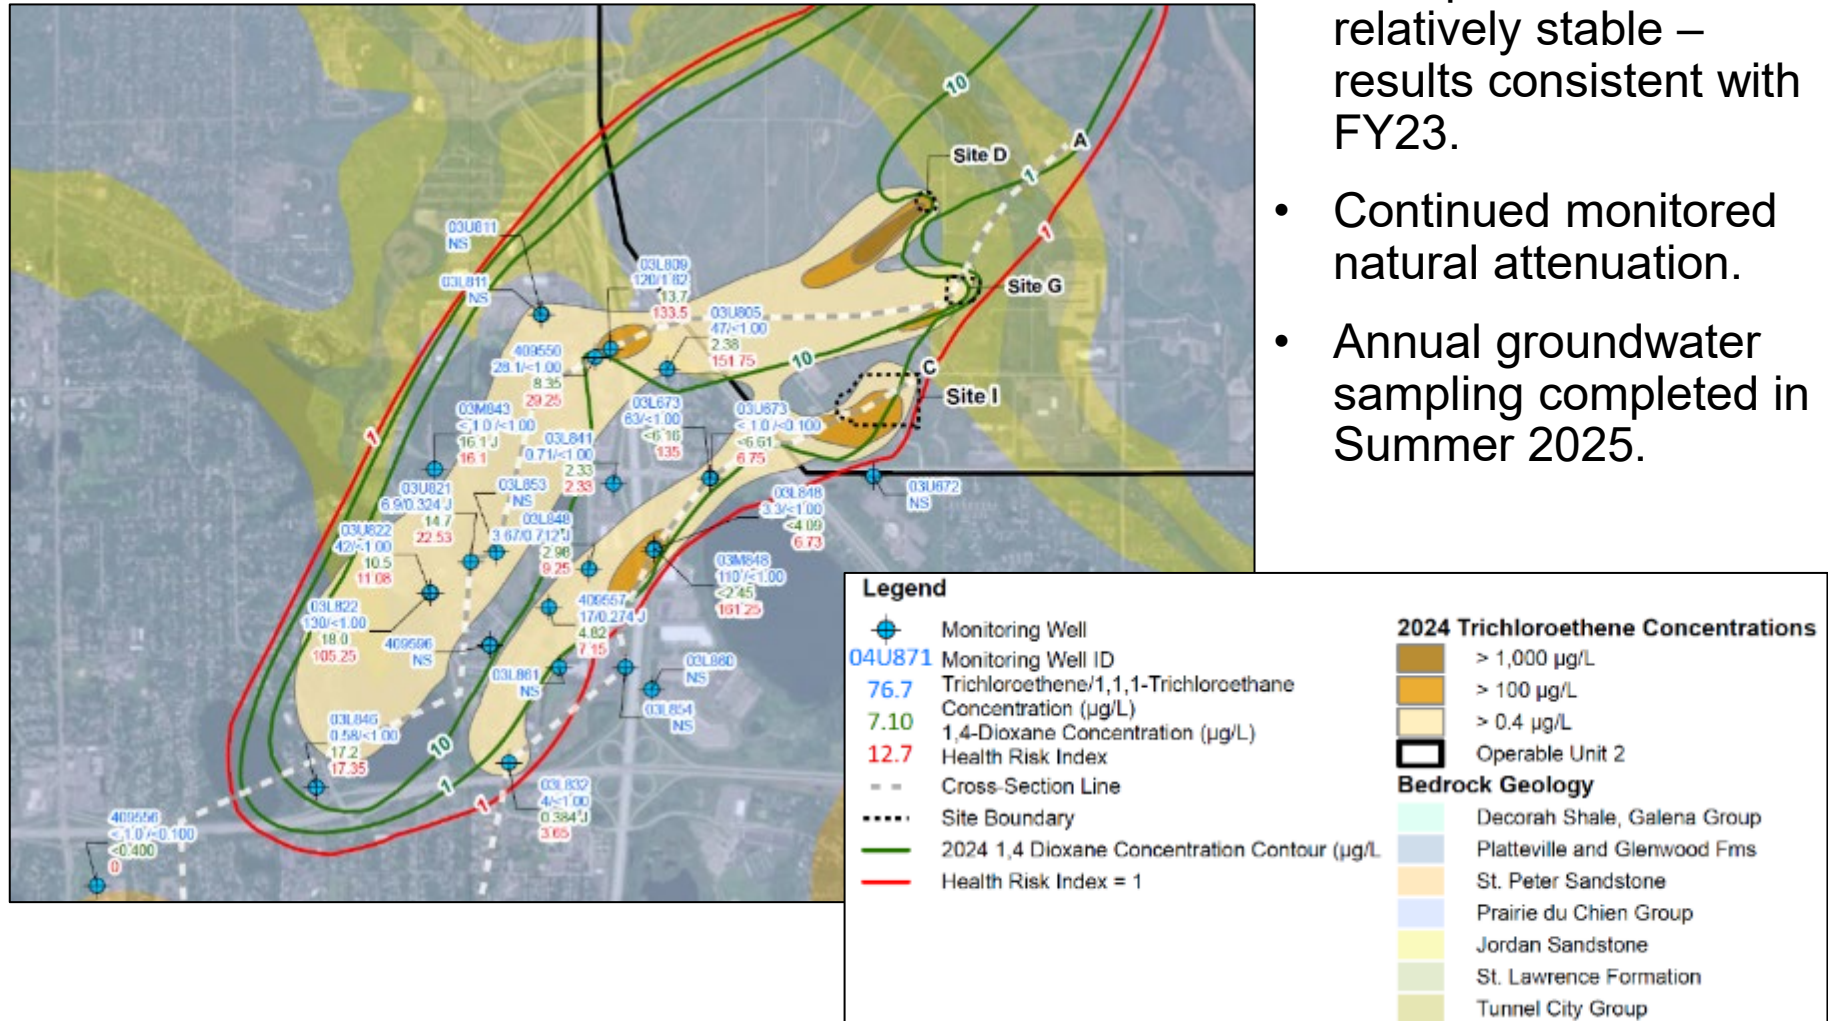 relatively stable –
results consistent with
FY23.
• Continued monitored
natural attenuation.
• Annual groundwater
sampling completed in
Summer 2025.
10
A
Site D
1
1
03U811
NS
03L811
NS
03L809
120/1.62
13.7
133.5
Site G
03U805
47/<1.00
2.38
151.75
409550
28.1/<1.00
8.35
29.25
10
C
Site I
03M843
<1.0/<1.00
16.1 J
16.1
1
03L841
0.71/<1.00
2.33
2.33
03L673
63/<1.00
<6.16
135
03U673
<1.0/<0.100
<6.61
6.75
03U672
NS
03U821
6.9/0.324 J
14.7
22.53
03L853
NS
03L848
3.3/<1.00
<4.09
6.73
03U822
42/<1.00
10.5
11.08
03L848
3.67/0.712 J
2.98
9.25
03M848
110/<1.00
<2.45
161.25
03L822
130/<1.00
18.0
105.25
409557
17/0.274 J
4.82
7.15
409596
NS
03L861
NS
03L860
NS
03L854
NS
03L846
0.58/<1.00
17.2
17.35
10
1
1
03L832
4/<1.00
0.384 J
3.65
409556
<1.0/<0.100
<0.400
0
Legend
Monitoring Well
04U871 Monitoring Well ID
76.7 Trichloroethene/1,1,1-Trichloroethane
Concentration (µg/L)
7.10 1,4-Dioxane Concentration (µg/L)
12.7 Health Risk Index
Cross-Section Line
Site Boundary
2024 1,4 Dioxane Concentration Contour (µg/L
Health Risk Index = 1
2024 Trichloroethene Concentrations
> 1,000 µg/L
> 100 µg/L
> 0.4 µg/L
Operable Unit 2
Bedrock Geology
Decorah Shale, Galena Group
Platteville and Glenwood Fms
St. Peter Sandstone
Prairie du Chien Group
Jordan Sandstone
St. Lawrence Formation
Tunnel City Group